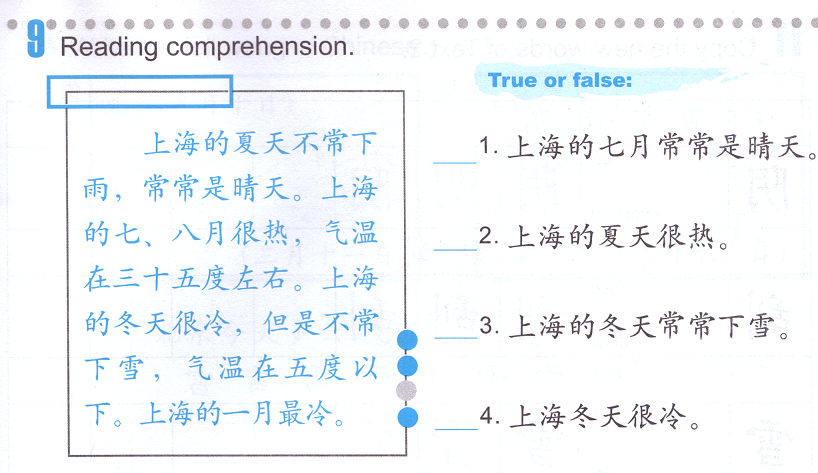 9 Reading comprehension.
上海的夏天不常下
雨，常常是晴天。上海
的七、八月很热，气温
在三十五度左右。上海
的冬天很冷，但是不常
下雪，气温在五度以
下。上海的一月最冷。
True or false:
1. 上海的七月常常是晴天。
2. 上海的夏天很热。
3. 上海的冬天常常下雪。
4. 上海冬天很冷。